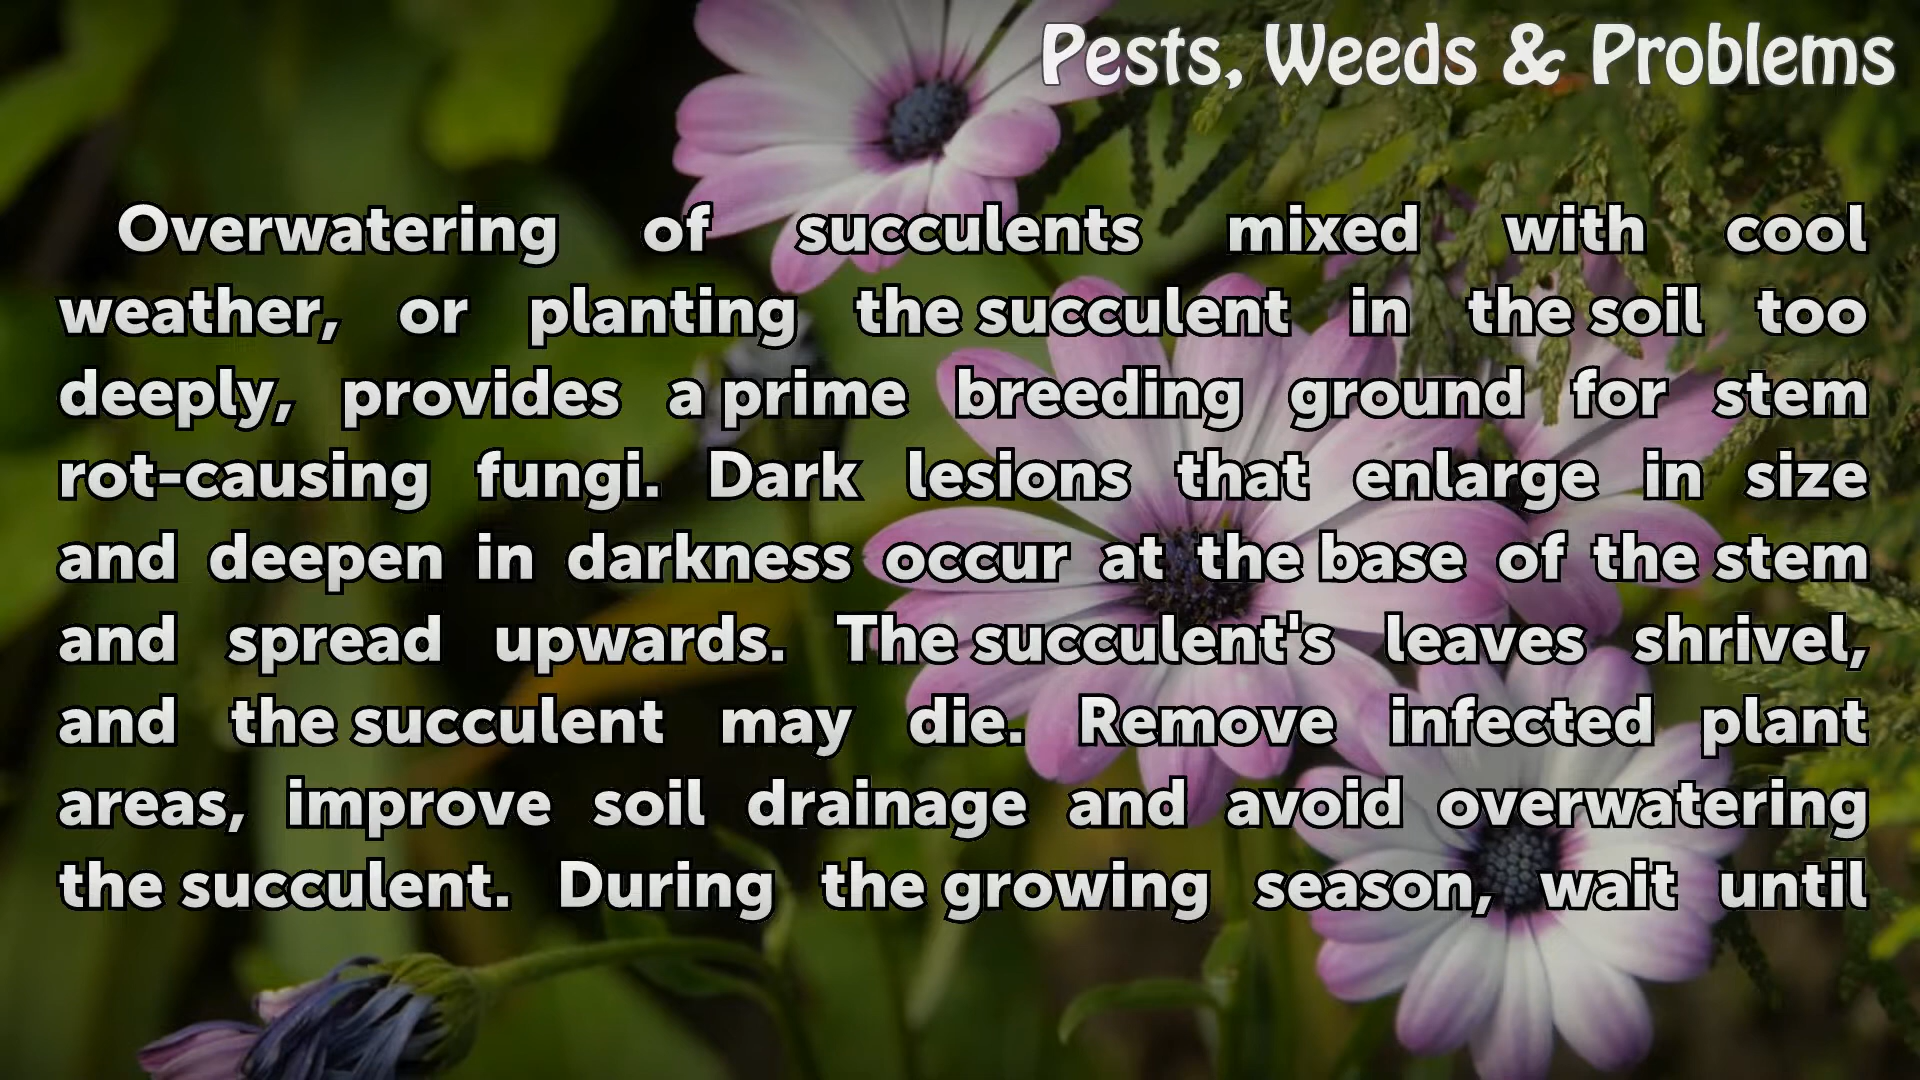 Pests, Weeds & Problems
Overwatering of succulents mixed with cool
weather, or planting the succulent in the soil too
deeply, provides a prime breeding ground for stem
rot-causing fungi. Dark lesions that enlarge in size
and deepen in darkness occur at the base of the stem
and spread upwards. The succulent's leaves shrivel,
and the succulent may die. Remove infected plant
areas, improve soil drainage and avoid overwatering
the succulent. During the growing season, wait until